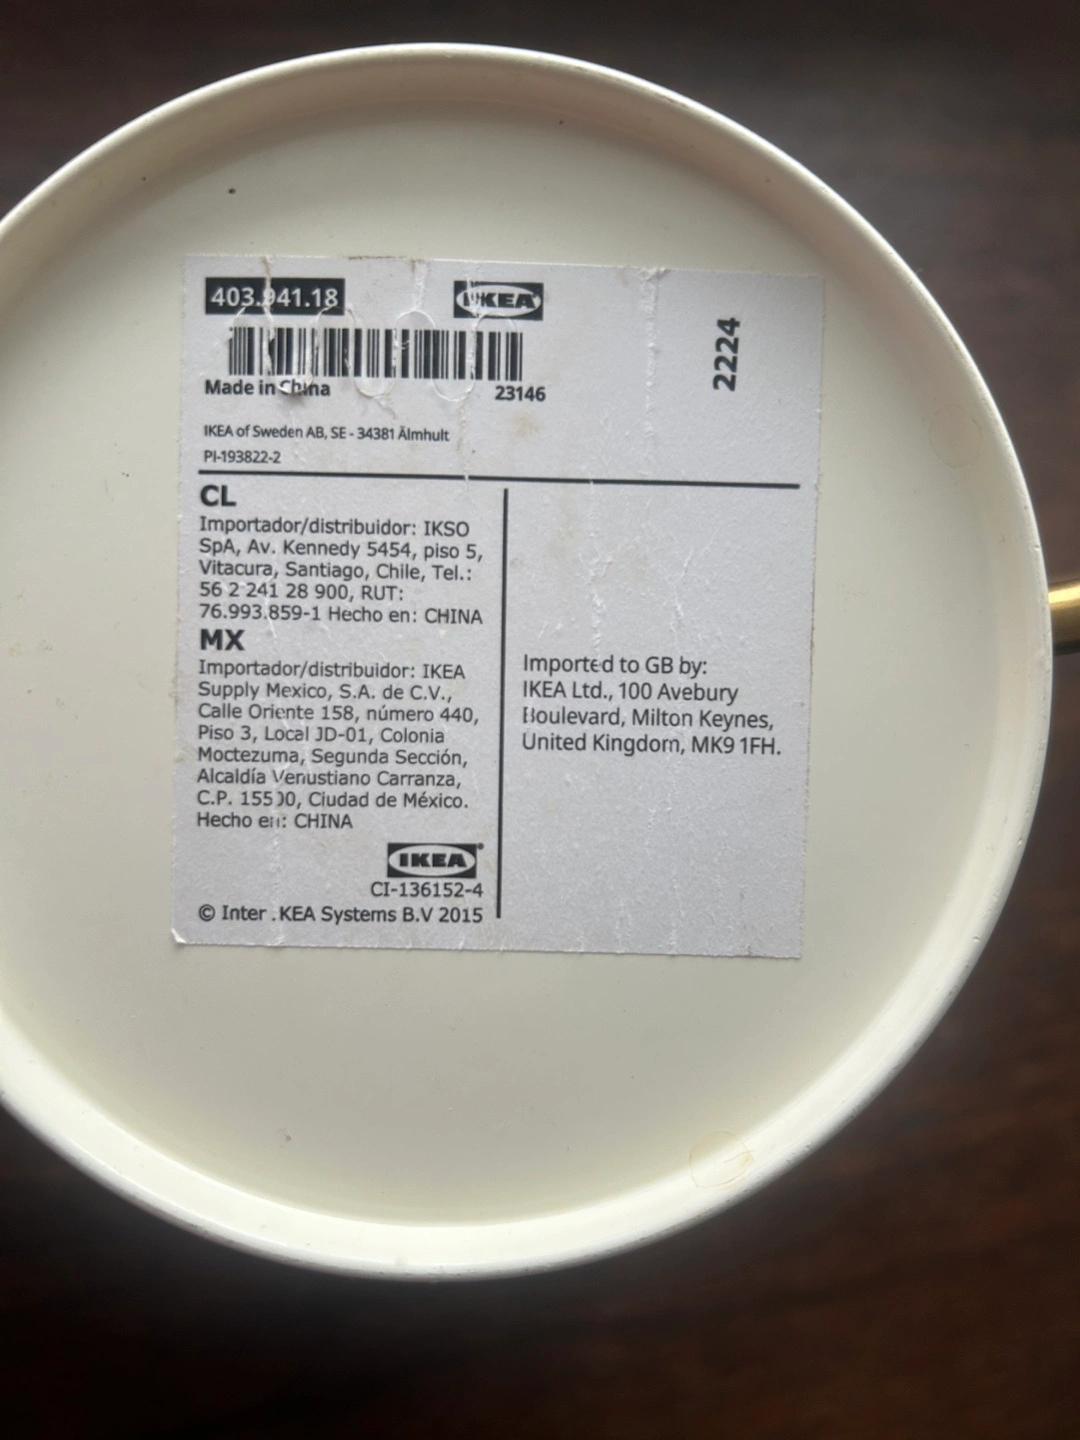 403.941.18
IKEA
2224
Made in China
23146
IKEA of Sweden AB, SE - 34381 Älmhult
PI-193822-2
CL
Importador/distribuidor: IKSO
SpA, Av. Kennedy 5454, piso 5,
Vitacura, Santiago, Chile, Tel.:
56 2 241 28 900, RUT:
76.993.859-1 Hecho en: CHINA
MX
Importador/distribuidor: IKEA
Supply Mexico, S.A. de C.V.,
Calle Oriente 158, número 440,
Piso 3, Local JD-01, Colonia
Moctezuma, Segunda Sección,
Alcaldía Venustiano Carranza,
C.P. 15500, Ciudad de México.
Hecho en: CHINA
IKEA®
CI-136152-4
© Inter IKEA Systems B.V 2015
Imported to GB by:
IKEA Ltd., 100 Avebury
Boulevard, Milton Keynes,
United Kingdom, MK9 1FH.